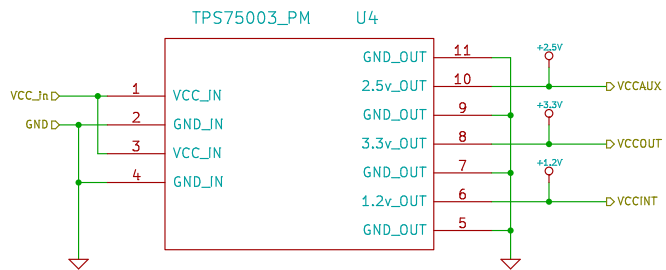 TPS75003_PM U4
GND_OUT 11
+2.5V
2.5v_OUT 10 VCCAUX
VCC_in 1 VCC_IN
GND_OUT 9
+3.3V
GND 2 GND_IN
3.3v_OUT 8 VCCOUT
3 VCC_IN
GND_OUT 7
+1.2V
4 GND_IN
1.2v_OUT 6 VCCINT
GND_OUT 5